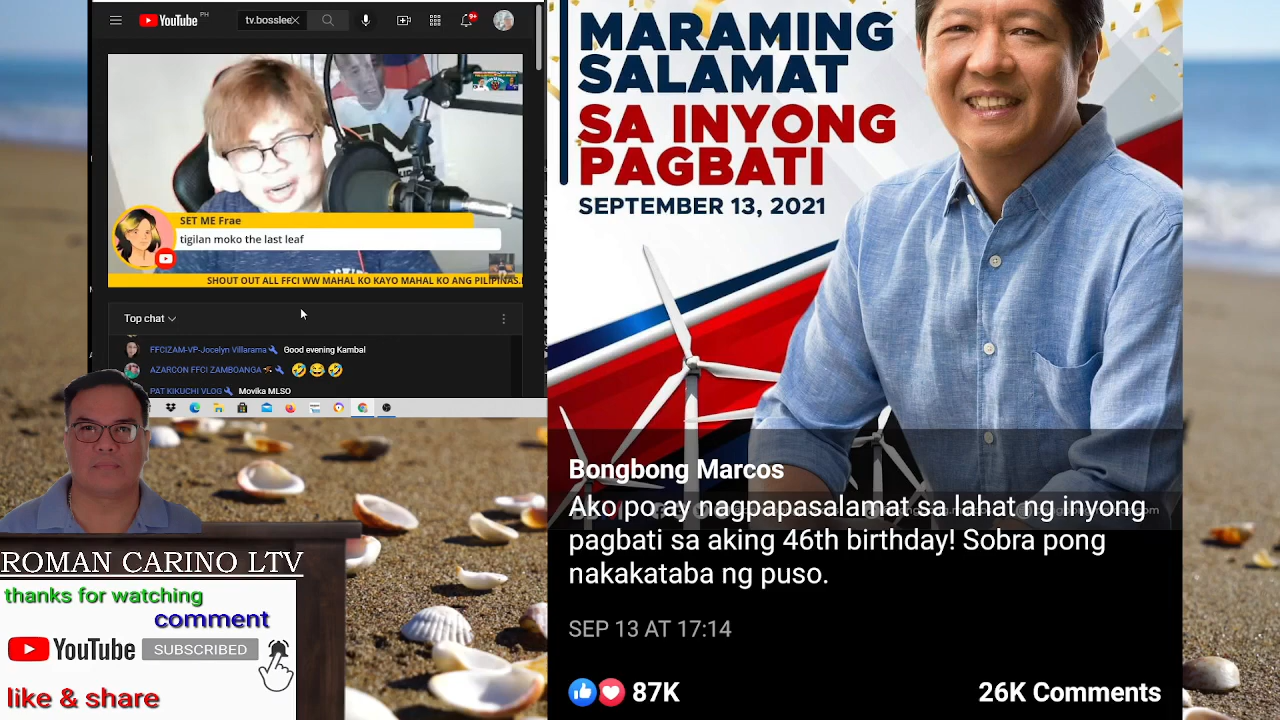 YouTube PH
tv.bosslee
9+
SET ME Frae
tigilan moko the last leaf
SHOUT OUT ALL FFCI WW MAHAL KO KAYO MAHAL KO ANG PILIPINAS.
Top chat
FFCIZAM-VP-Jocelyn Villarama Good evening Kambal
AZARCON FFCI ZAMBOANGA 🤣😂🤣
PAT KIKUCHI VLOG Movika MLSO
ROMAN CARINO LTV
thanks for watching
comment
YouTube SUBSCRIBED
like & share
MARAMING
SALAMAT
SA INYONG
PAGBATI
SEPTEMBER 13, 2021
Bongbong Marcos
Ako po ay nagpapasalamat sa lahat ng inyong
pagbati sa aking 46th birthday! Sobra pong
nakakataba ng puso.
SEP 13 AT 17:14
87K
26K Comments